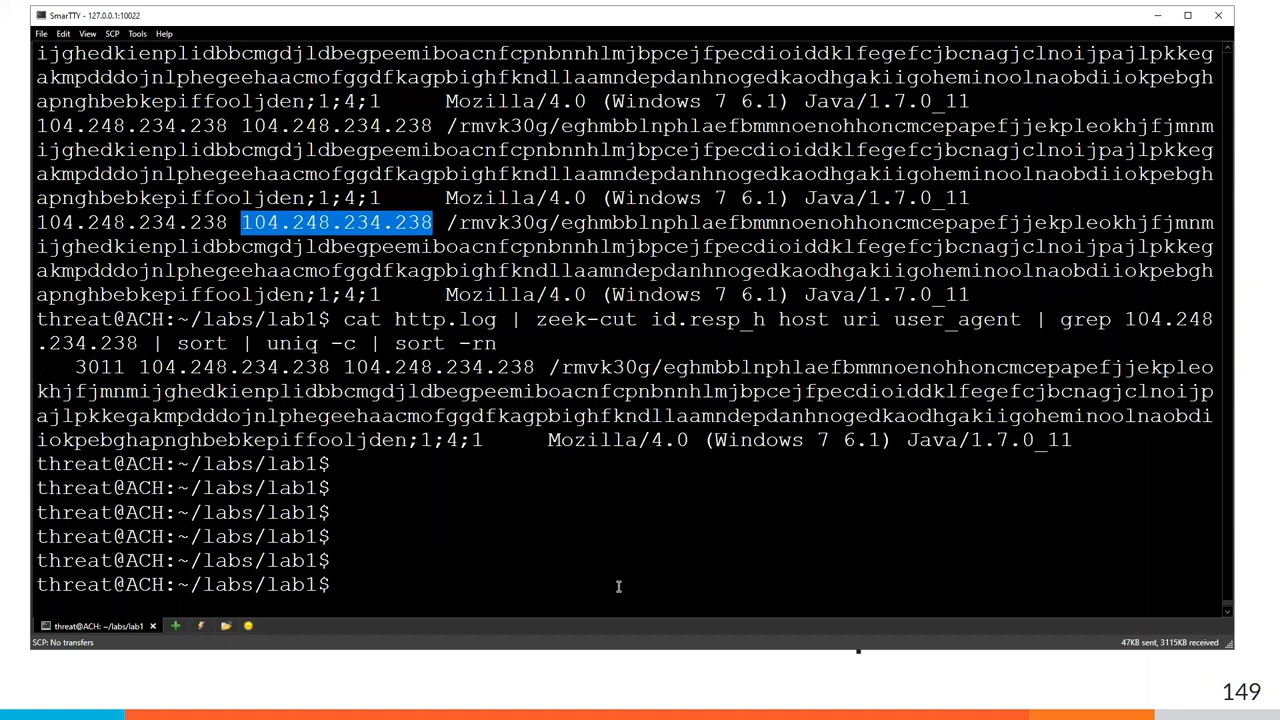 SmarTTY - 127.0.0.1:10022
File Edit View SCP Tools Help
ijghedkienplidbbcmgdjldbegpeemiboacnfcpnbnnhlmjbpcejfpecdioiddklfegefcjbcnagjclnoijpajlpkkeg
akmpdddojnlphegeehaacmofggdfkagpbighfkndllaamndepdanhnogedkaodhgakiigoheminoolnaobdiiokpebgh
apnghbebkepiffooljden;1;4;1 Mozilla/4.0 (Windows 7 6.1) Java/1.7.0_11
104.248.234.238 104.248.234.238 /rmvk30g/eghmbblnphlaefbmmnoenohhoncmcepapefjjekpleokhjfjmnm
ijghedkienplidbbcmgdjldbegpeemiboacnfcpnbnnhlmjbpcejfpecdioiddklfegefcjbcnagjclnoijpajlpkkeg
akmpdddojnlphegeehaacmofggdfkagpbighfkndllaamndepdanhnogedkaodhgakiigoheminoolnaobdiiokpebgh
apnghbebkepiffooljden;1;4;1 Mozilla/4.0 (Windows 7 6.1) Java/1.7.0_11
104.248.234.238 104.248.234.238 /rmvk30g/eghmbblnphlaefbmmnoenohhoncmcepapefjjekpleokhjfjmnm
ijghedkienplidbbcmgdjldbegpeemiboacnfcpnbnnhlmjbpcejfpecdioiddklfegefcjbcnagjclnoijpajlpkkeg
akmpdddojnlphegeehaacmofggdfkagpbighfkndllaamndepdanhnogedkaodhgakiigoheminoolnaobdiiokpebgh
apnghbebkepiffooljden;1;4;1 Mozilla/4.0 (Windows 7 6.1) Java/1.7.0_11
threat@ACH:~/labs/lab1$ cat http.log | zeek-cut id.resp_h host uri user_agent | grep 104.248
.234.238 | sort | uniq -c | sort -rn
3011 104.248.234.238 104.248.234.238 /rmvk30g/eghmbblnphlaefbmmnoenohhoncmcepapefjjekpleo
khjfjmnmijghedkienplidbbcmgdjldbegpeemiboacnfcpnbnnhlmjbpcejfpecdioiddklfegefcjbcnagjclnoijp
ajlpkkegakmpdddojnlphegeehaacmofggdfkagpbighfkndllaamndepdanhnogedkaodhgakiigoheminoolnaobdi
iokpebghapnghbebkepiffooljden;1;4;1 Mozilla/4.0 (Windows 7 6.1) Java/1.7.0_11
threat@ACH:~/labs/lab1$
threat@ACH:~/labs/lab1$
threat@ACH:~/labs/lab1$
threat@ACH:~/labs/lab1$
threat@ACH:~/labs/lab1$
threat@ACH:~/labs/lab1$
threat@ACH: ~/labs/lab1
SCP: No transfers
47KB sent, 3115KB received
149